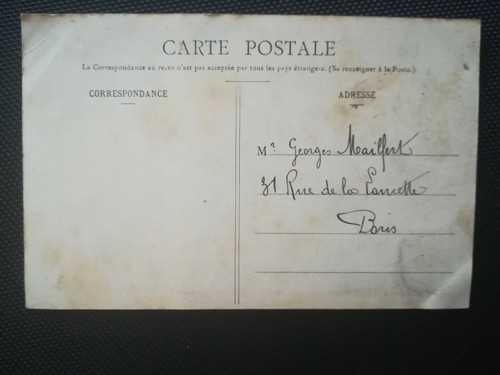 CARTE POSTALE
La Correspondance au recto n'est pas acceptée par tous les pays étrangers. (Se renseigner à la Poste.)
CORRESPONDANCE
ADRESSE
Mr Georges Mailfert
31 Rue de la Lancette
Paris